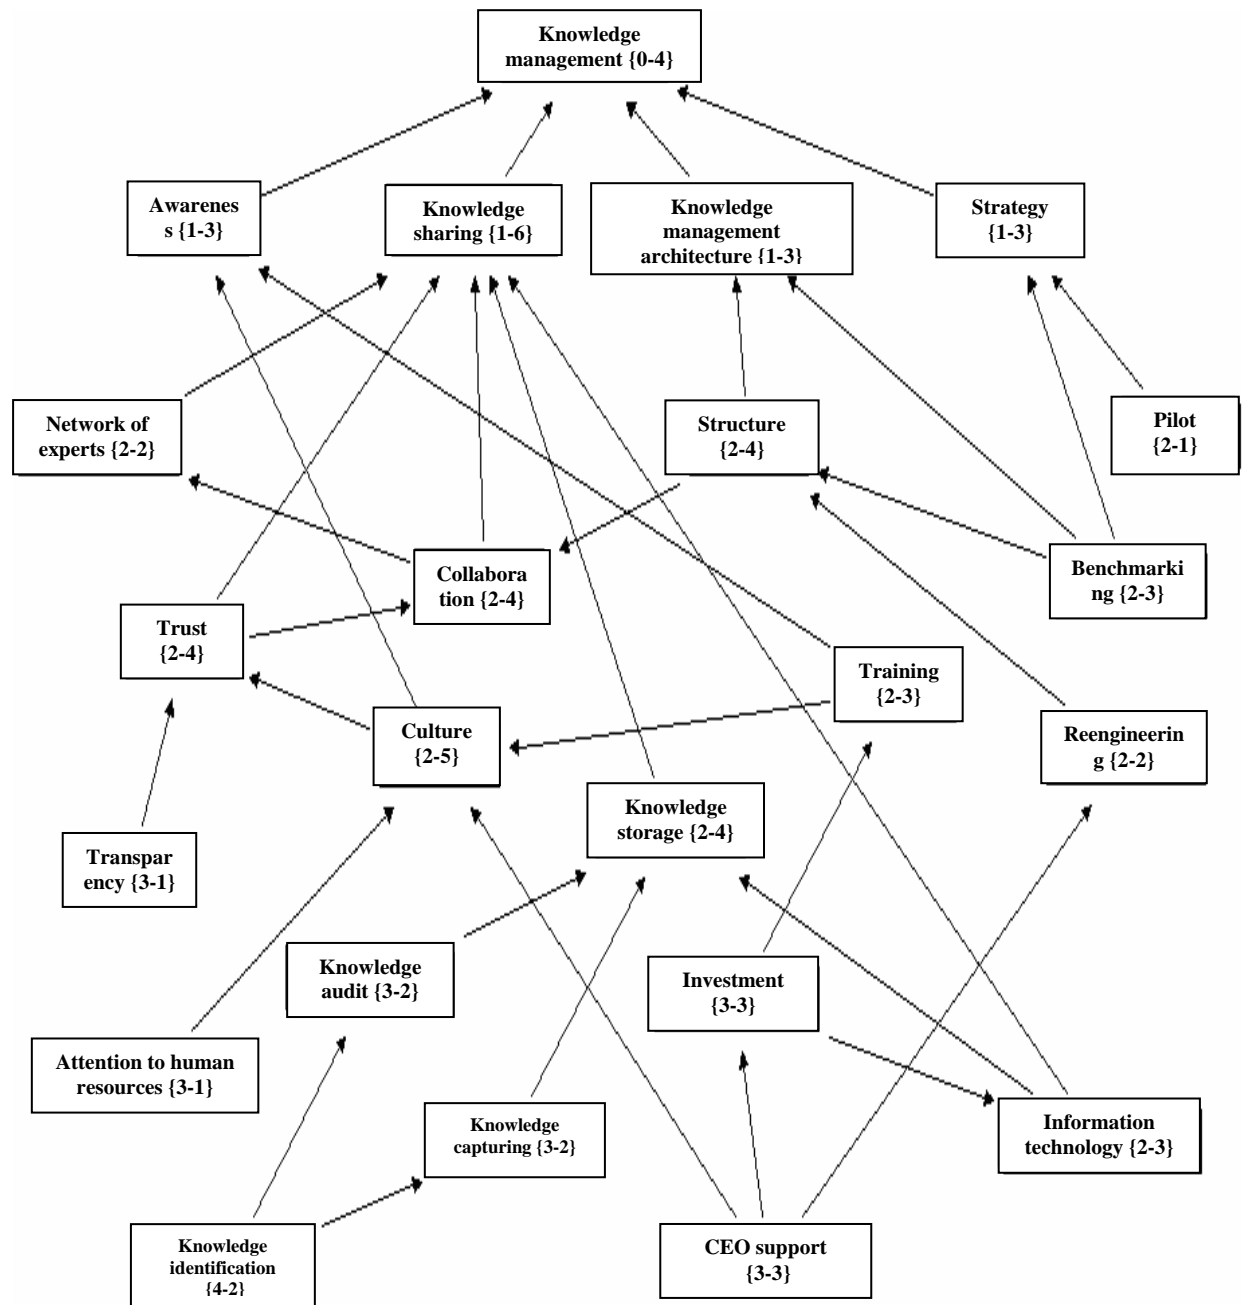 Knowledge
management {0-4}
Awarenes
s {1-3}
Knowledge
sharing {1-6}
Knowledge
management
architecture {1-3}
Strategy
{1-3}
Network of
experts {2-2}
Structure
{2-4}
Pilot
{2-1}
Collabora
tion {2-4}
Benchmarki
ng {2-3}
Trust
{2-4}
Training
{2-3}
Culture
{2-5}
Reengineerin
g {2-2}
Knowledge
storage {2-4}
Transpar
ency {3-1}
Knowledge
audit {3-2}
Investment
{3-3}
Attention to human
resources {3-1}
Knowledge
capturing {3-2}
Information
technology {2-3}
Knowledge
identification
{4-2}
CEO support
{3-3}